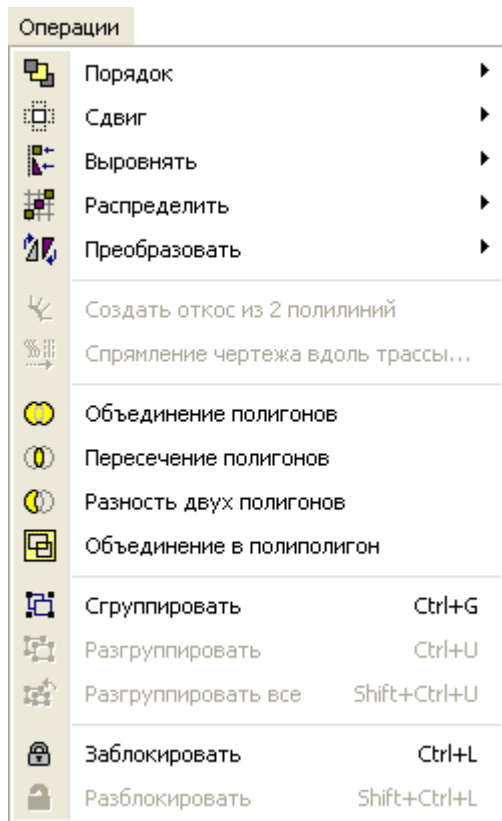 Операции
Порядок
Сдвиг
Выровнять
Распределить
Преобразовать
Создать откос из 2 полилиний
Спрямление чертежа вдоль трассы...
Объединение полигонов
Пересечение полигонов
Разность двух полигонов
Объединение в полиполигон
Сгруппировать Ctrl+G
Разгруппировать Ctrl+U
Разгруппировать все Shift+Ctrl+U
Заблокировать Ctrl+L
Разблокировать Shift+Ctrl+L